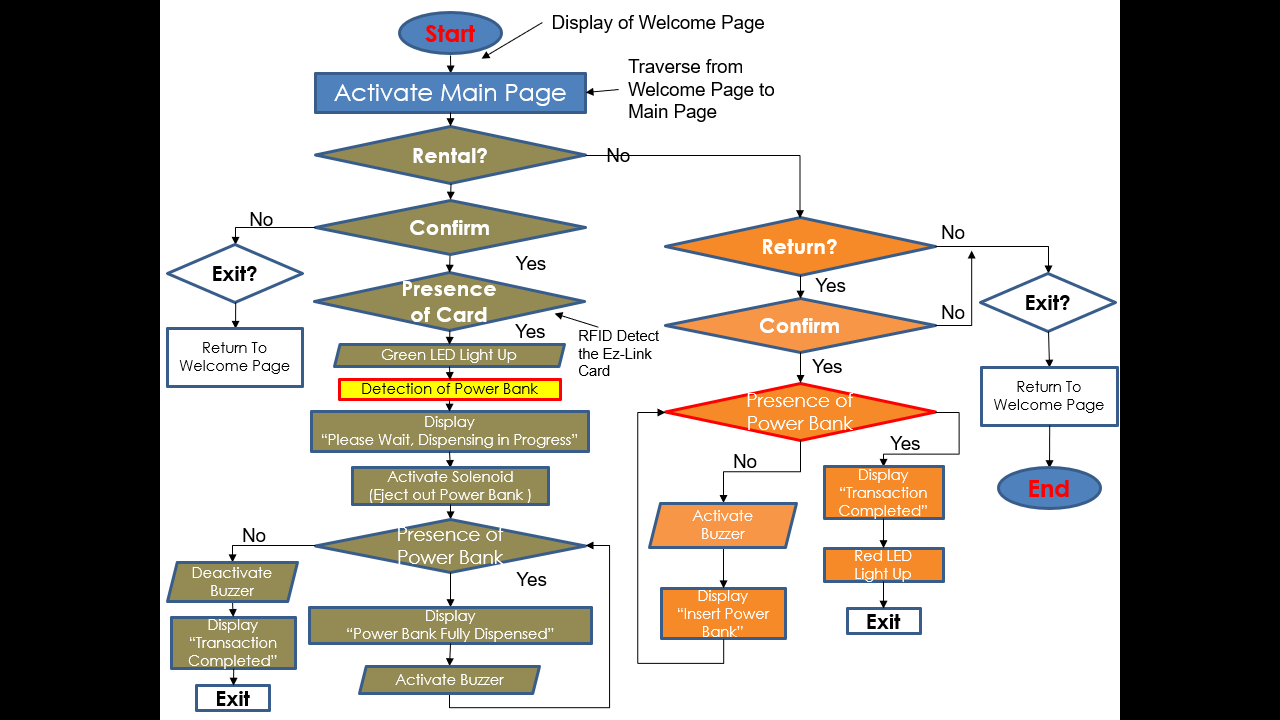 Start
Display of Welcome Page
Activate Main Page
Traverse from
Welcome Page to
Main Page
Rental?
No
Confirm
No
Exit?
Return To
Welcome Page
Yes
Presence
of Card
Yes
RFID Detect
the Ez-Link
Card
Green LED Light Up
Detection of Power Bank
Display
“Please Wait, Dispensing in Progress”
Activate Solenoid
(Eject out Power Bank )
Presence of
Power Bank
No
Deactivate
Buzzer
Display
“Transaction
Completed”
Exit
Yes
Display
“Power Bank Fully Dispensed”
Activate Buzzer
Return?
No
Yes
Confirm
No
Exit?
Return To
Welcome Page
End
Yes
Presence of
Power Bank
No
Activate
Buzzer
Display
“Insert Power
Bank”
Yes
Display
“Transaction
Completed”
Red LED
Light Up
Exit